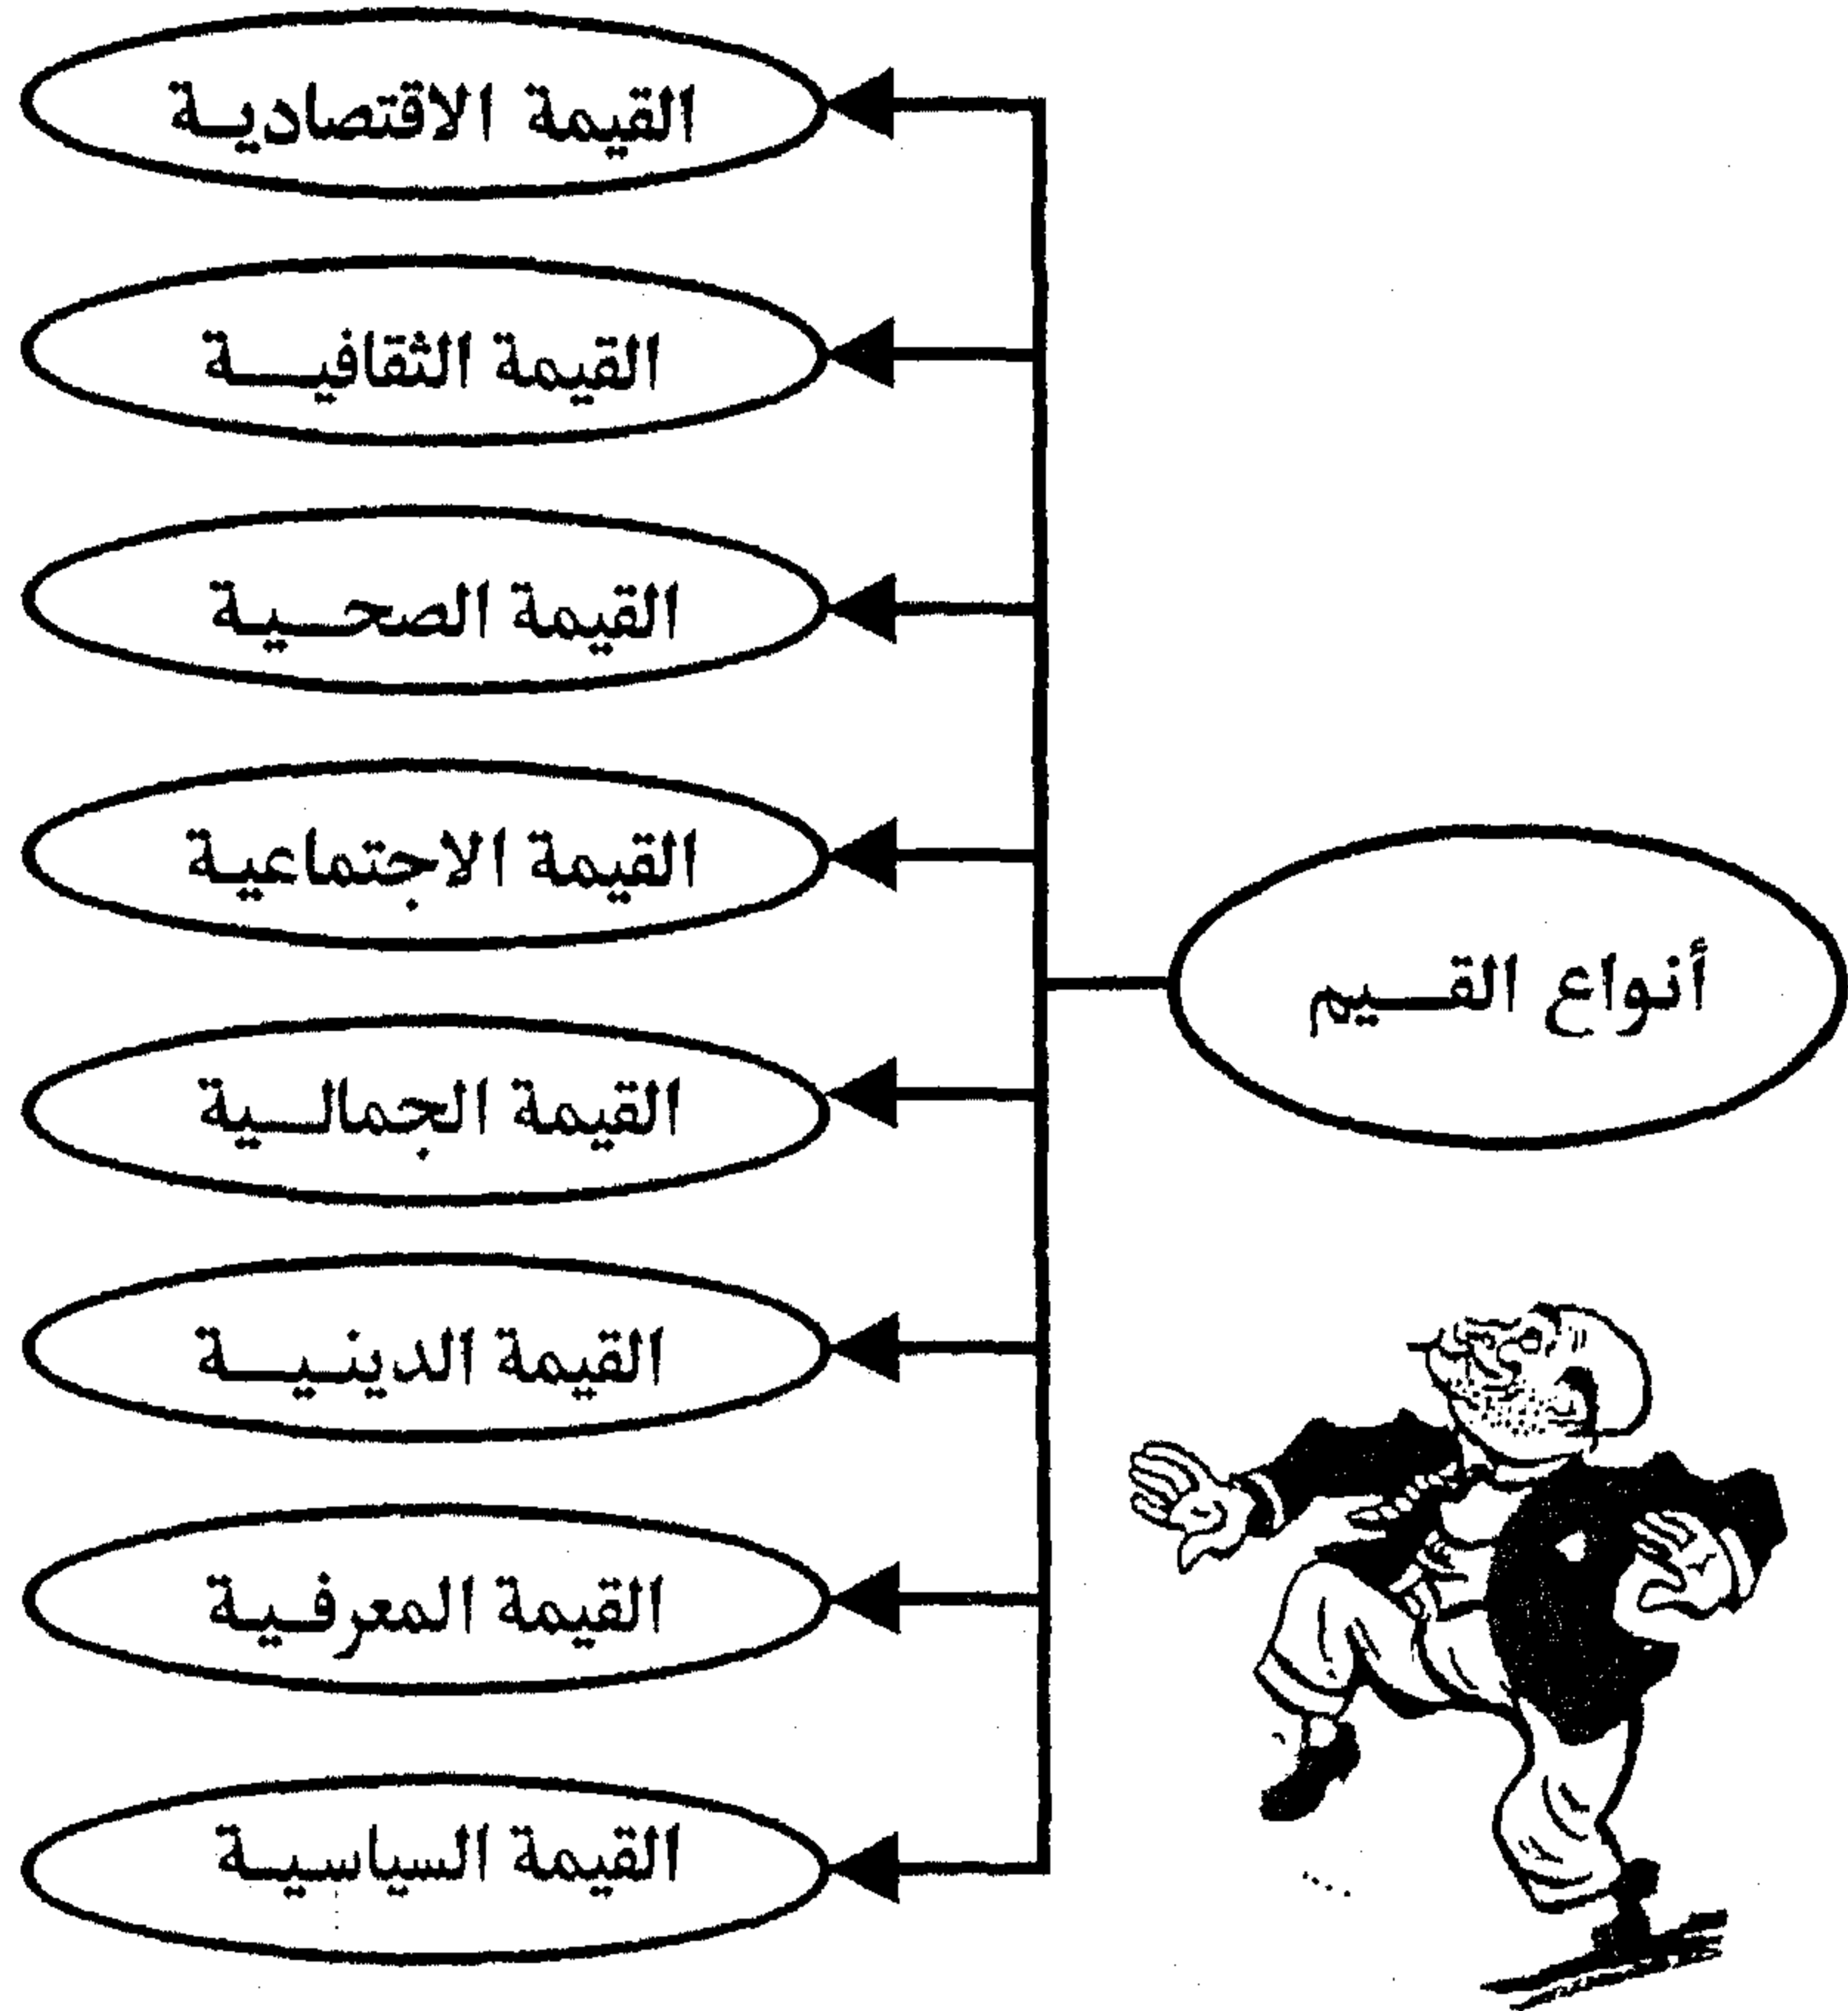 أنواع القيم
القيمة الاقتصادية
القيمة الثقافية
القيمة الصحية
القيمة الاجتماعية
القيمة الجمالية
القيمة الدينية
القيمة المعرفية
القيمة السياسية